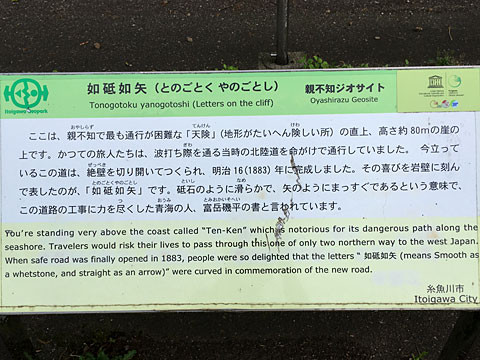 如砥如矢(とのごとく やのごとし)
Tonogotoku yanogotoshi (Letters on the cliff)
親不知ジオサイト
Oyashirazu Geosite
Itoigawa Geopark
ここは、親不知で最も通行が困難な「天険」(地形がたいへん険しい所)の直上、高さ約80mの崖の
上です。かつての旅人たちは、波打ち際を通る当時の北陸道を命がけで通行していました。今立って
いるこの道は、絶壁を切り開いてつくられ、明治16(1883)年に完成しました。その喜びを岩壁に刻ん
で表したのが、「如砥如矢」です。砥石のように滑らかで、矢のようにまっすぐであるという意味で、
この道路の工事に力を尽くした青海の人、富岳磯平の書と言われています。
You're standing very above the coast called "Ten-Ken" which is notorious for its dangerous path along the
seashore. Travelers would risk their lives to pass through this one of only two northern way to the west Japan.
When safe road was finally opened in 1883, people were so delighted that the letters " 如砥如矢 (means Smooth as
a whetstone, and straight as an arrow)" were curved in commemoration of the new road.
糸魚川市
Itoigawa City